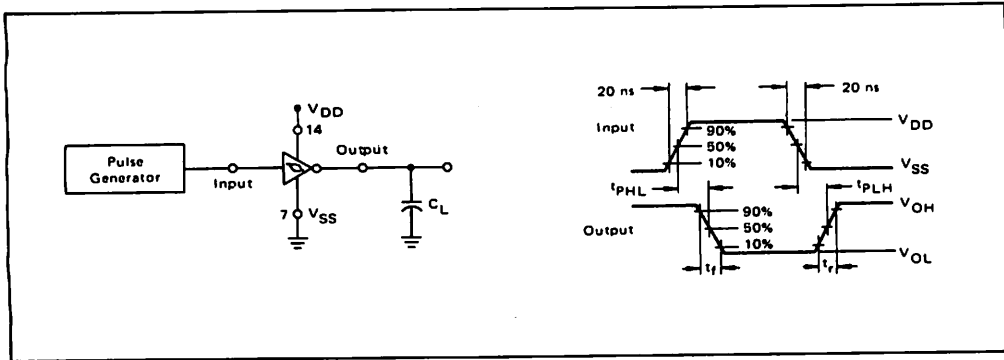 VDD
14
Pulse
Generator
Input
Output
7
VSS
CL
20 ns
20 ns
Input
90%
50%
10%
VDD
VSS
tPHL
tPLH
Output
90%
50%
10%
VOH
VOL
tf
tr